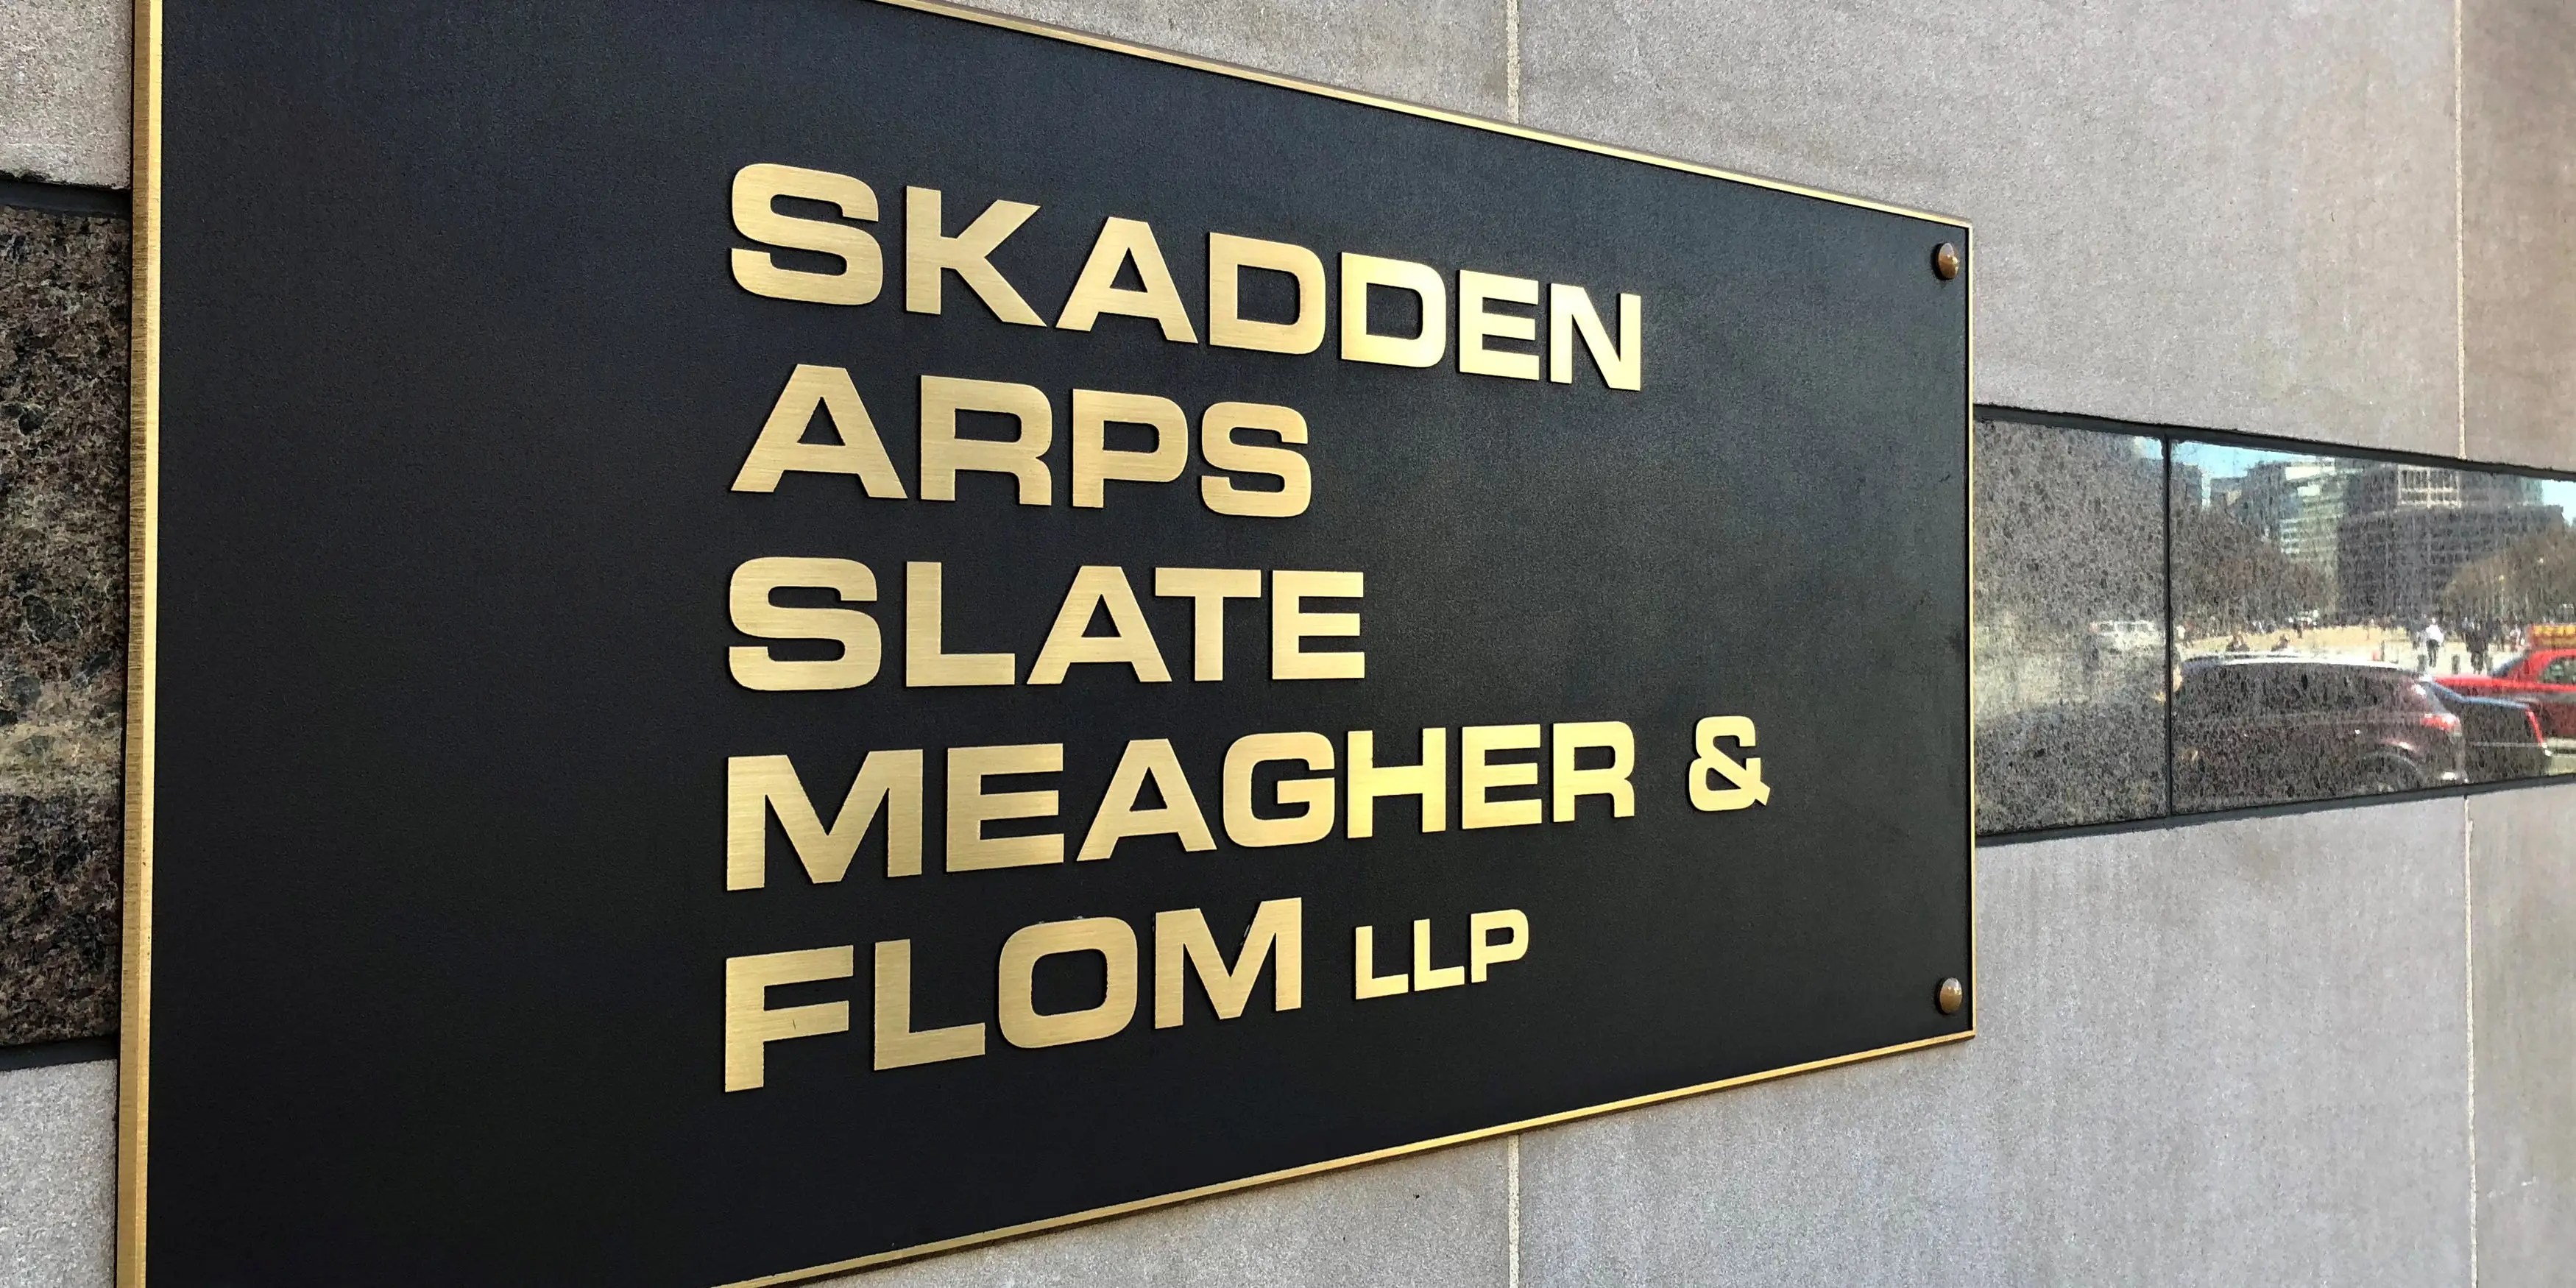 SKADDEN
ARPS
SLATE
MEAGHER &
FLOM LLP